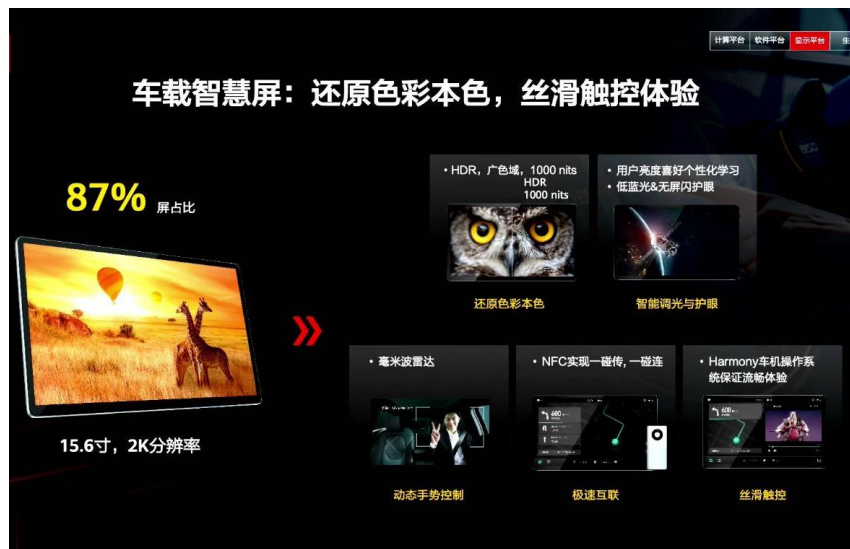 计算平台 软件平台 显示平台 生
车载智慧屏：还原色彩本色，丝滑触控体验
87% 屏占比
15.6寸，2K分辨率
• HDR，广色域，1000 nits
HDR
1000 nits
还原色彩本色
• 用户亮度喜好个性化学习
• 低蓝光&无屏闪护眼
智能调光与护眼
• 毫米波雷达
动态手势控制
• NFC实现一碰传, 一碰连
600
极速互联
• Harmony车机操作系
统保证流畅体验
600
丝滑触控